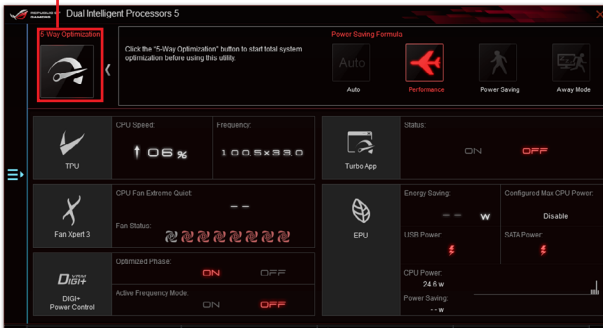 REPUBLIC OF GAMERS Dual Intelligent Processors 5
5-Way Optimization
Click the "5-Way Optimization" button to start total system
optimization before using this utility.
Power Saving Formula
Auto
Auto
Performance
Power Saving
Away Mode
TPU
CPU Speed:
06 %
Frequency:
100.5x33.0
Turbo App
Status:
ON OFF
Fan Xpert 3
CPU Fan Extreme Quiet:
--
Fan Status:
EPU
Energy Saving:
-- w
Configured Max CPU Power:
Disable
USB Power:
SATA Power:
CPU Power:
24.6 w
Power Saving:
-- w
DIGI+
DIGI+
Power Control
Optimized Phase:
ON OFF
Active Frequency Mode:
ON OFF